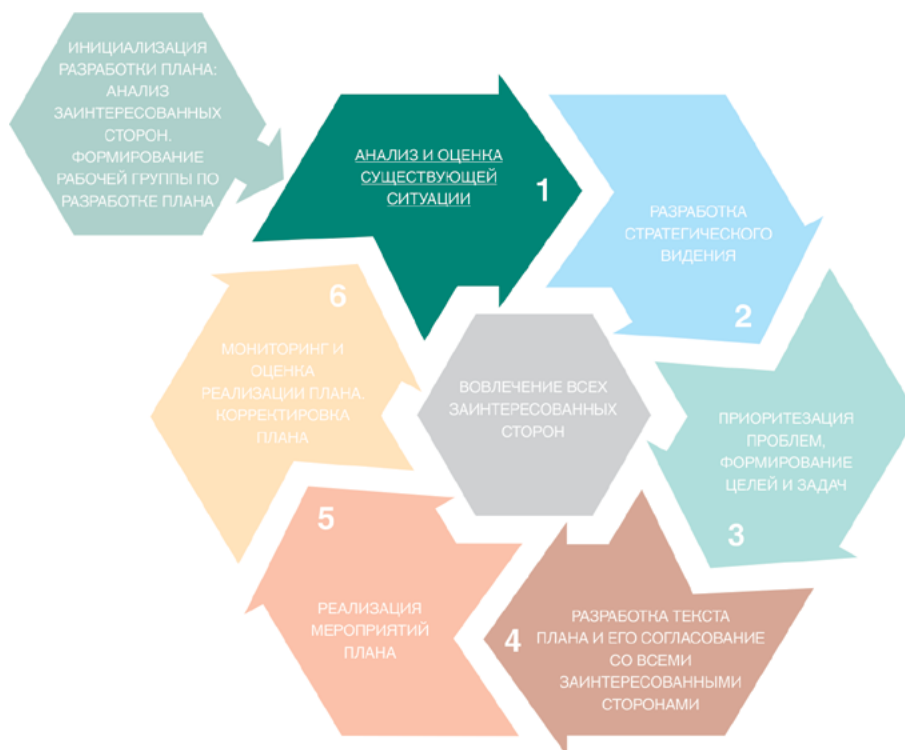 ИНИЦИАЛИЗАЦИЯ
РАЗРАБОТКИ ПЛАНА:
АНАЛИЗ
ЗАИНТЕРЕСОВАННЫХ
СТОРОН.
ФОРМИРОВАНИЕ
РАБОЧЕЙ ГРУППЫ ПО
РАЗРАБОТКЕ ПЛАНА
АНАЛИЗ И ОЦЕНКА
СУЩЕСТВУЮЩЕЙ
СИТУАЦИИ
1
РАЗРАБОТКА
СТРАТЕГИЧЕСКОГО
ВИДЕНИЯ
2
ПРИОРИТЕЗАЦИЯ
ПРОБЛЕМ,
ФОРМИРОВАНИЕ
ЦЕЛЕЙ И ЗАДАЧ
3
4
РАЗРАБОТКА ТЕКСТА
ПЛАНА И ЕГО СОГЛАСОВАНИЕ
СО ВСЕМИ
ЗАИНТЕРЕСОВАННЫМИ
СТОРОНАМИ
5
РЕАЛИЗАЦИЯ
МЕРОПРИЯТИЙ
ПЛАНА
6
МОНИТОРИНГ И
ОЦЕНКА
РЕАЛИЗАЦИИ ПЛАНА.
КОРРЕКТИРОВКА
ПЛАНА
ВОВЛЕЧЕНИЕ ВСЕХ
ЗАИНТЕРЕСОВАННЫХ
СТОРОН